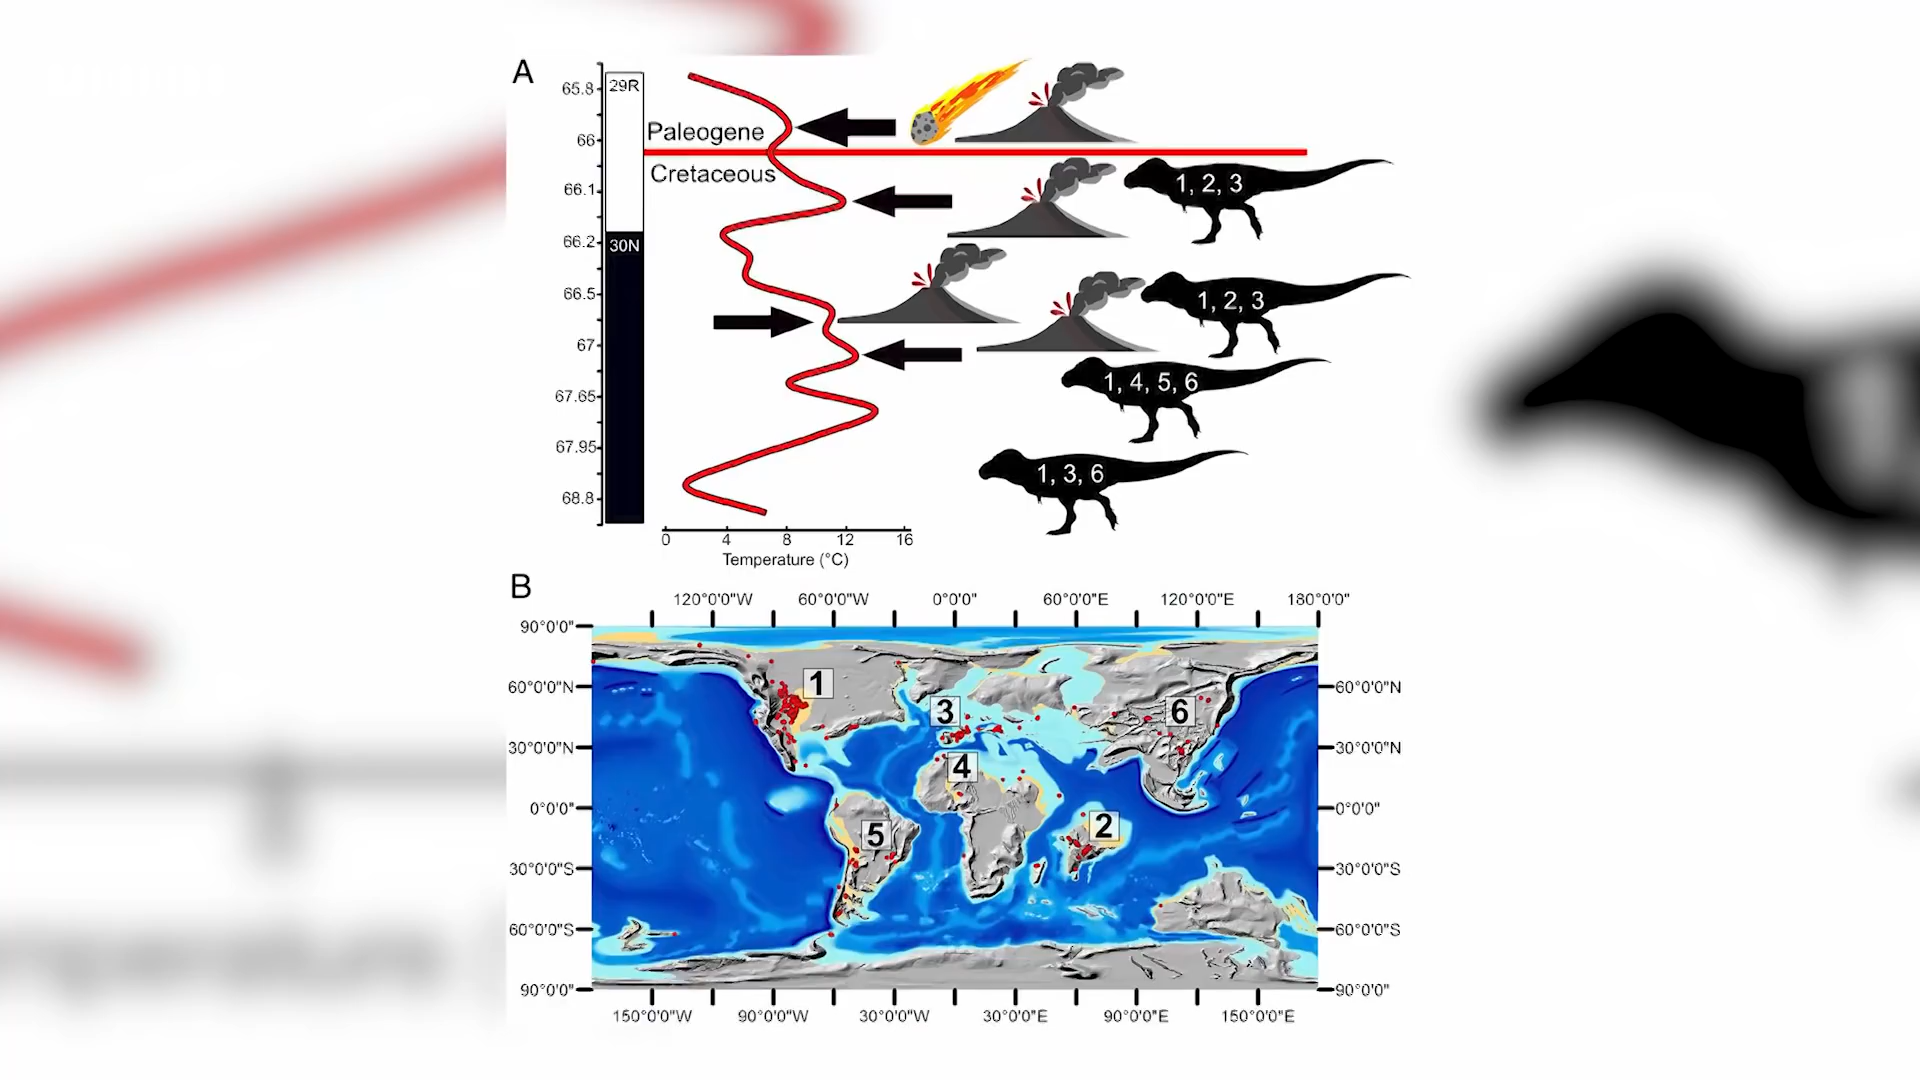 A
65.8
29R
Paleogene
66
Cretaceous
66.1
1, 2, 3
66.2
30N
66.5
1, 2, 3
67
1, 4, 5, 6
67.65
67.95
1, 3, 6
68.8
0 4 8 12 16
Temperature (°C)
B
120°0'0"W 60°0'0"W 0°0'0" 60°0'0"E 120°0'0"E 180°0'0"
90°0'0"
60°0'0"N 1 60°0'0"N
3 6
30°0'0"N 30°0'0"N
4
0°0'0" 0°0'0"
5 2
30°0'0"S 30°0'0"S
60°0'0"S 60°0'0"S
90°0'0" 90°0'0"
150°0'0"W 90°0'0"W 30°0'0"W 30°0'0"E 90°0'0"E 150°0'0"E